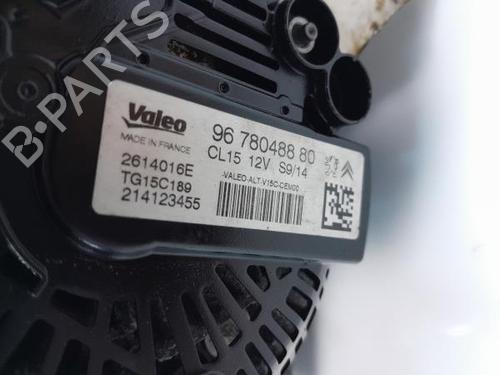 B-PARTS
Valeo
MADE IN FRANCE
96 780488 80
CL15 12V S9/14
2614016E
TG15C189
214123455
-VALEO-ALT-V15C-CEM00